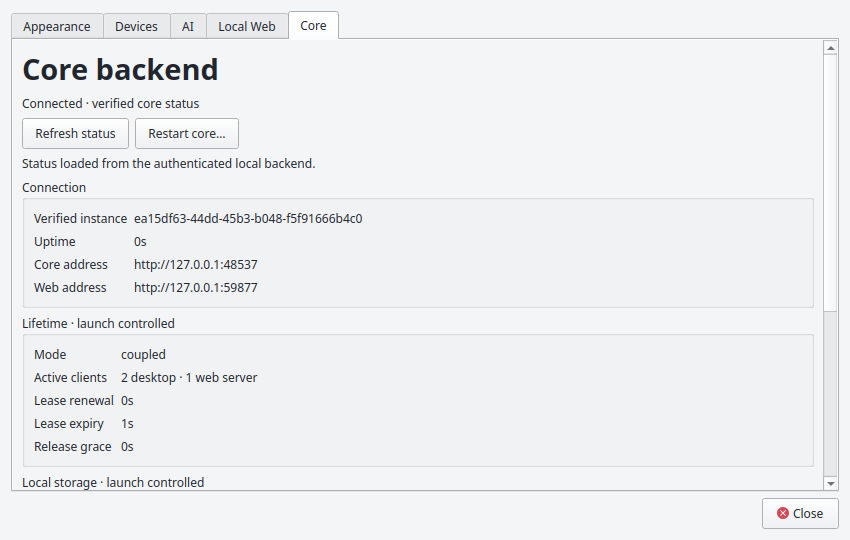 Appearance Devices AI Local Web Core
Core backend
Connected · verified core status
Refresh status Restart core...
Status loaded from the authenticated local backend.
Connection
Verified instance ea15df63-44dd-45b3-b048-f5f91666b4c0
Uptime 0s
Core address http://127.0.0.1:48537
Web address http://127.0.0.1:59877
Lifetime · launch controlled
Mode coupled
Active clients 2 desktop · 1 web server
Lease renewal 0s
Lease expiry 1s
Release grace 0s
Local storage · launch controlled
Close